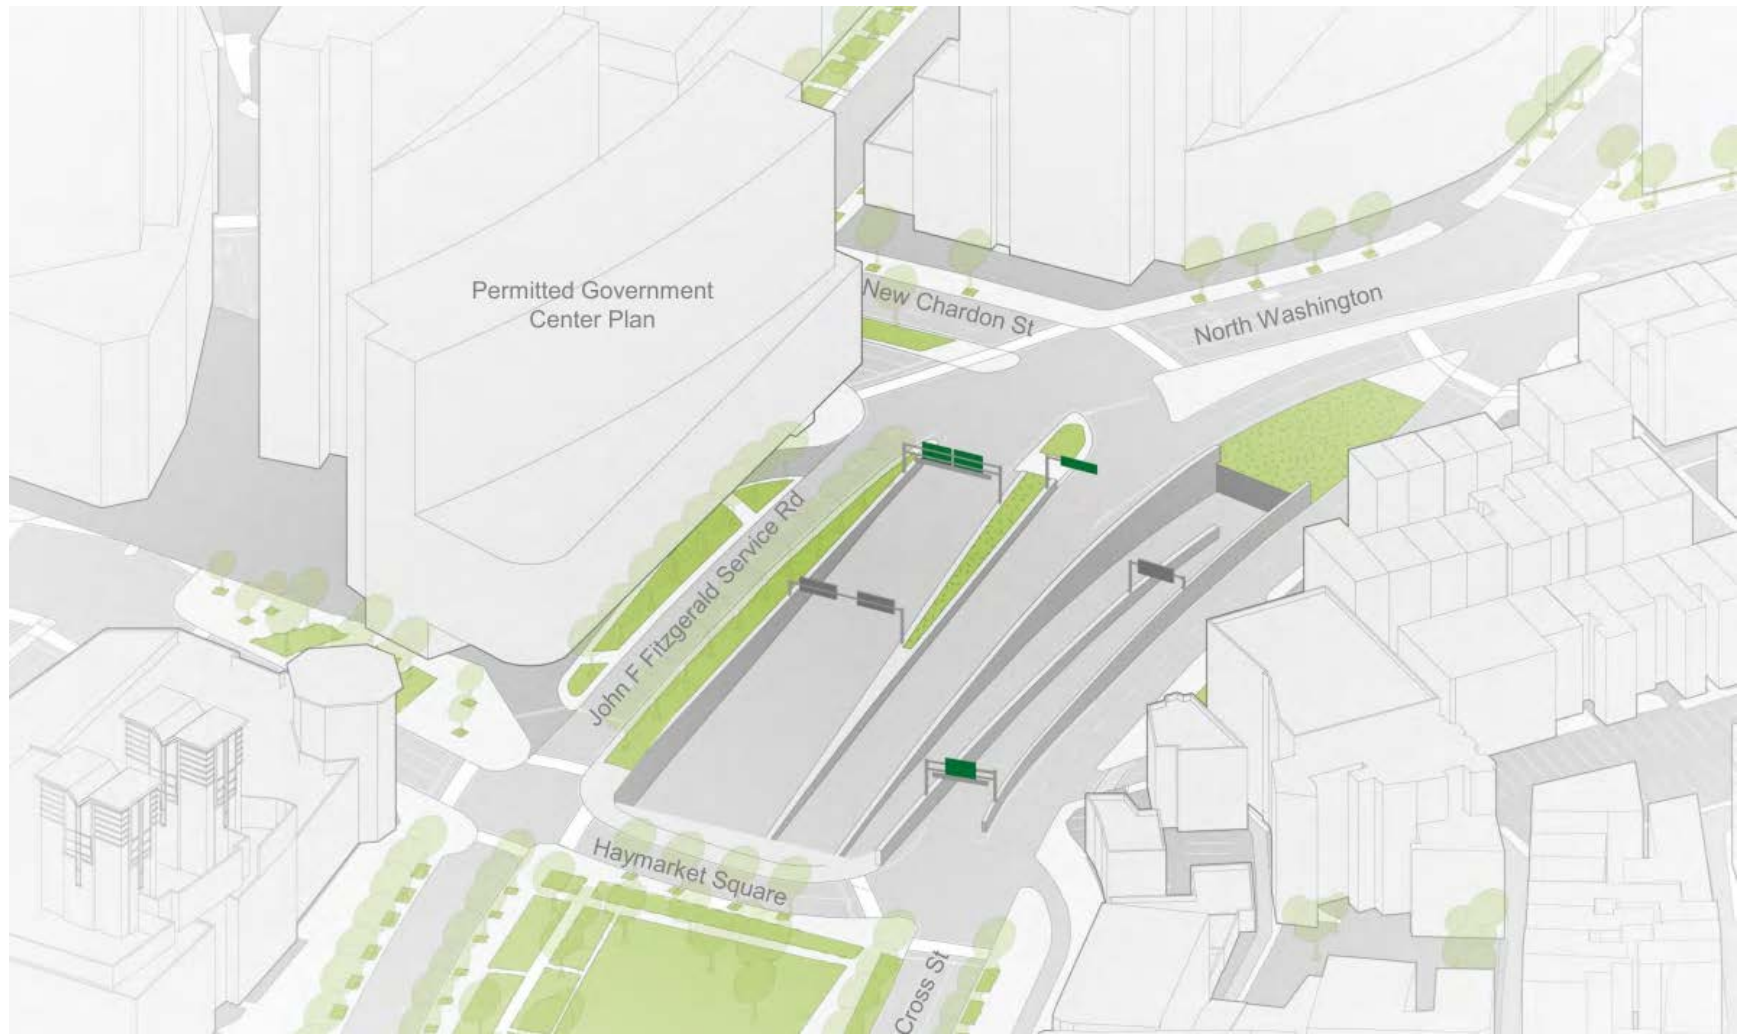 Permitted Government
Center Plan
New Chardon St
North Washington
John F Fitzgerald Service Rd
Haymarket Square
Cross St